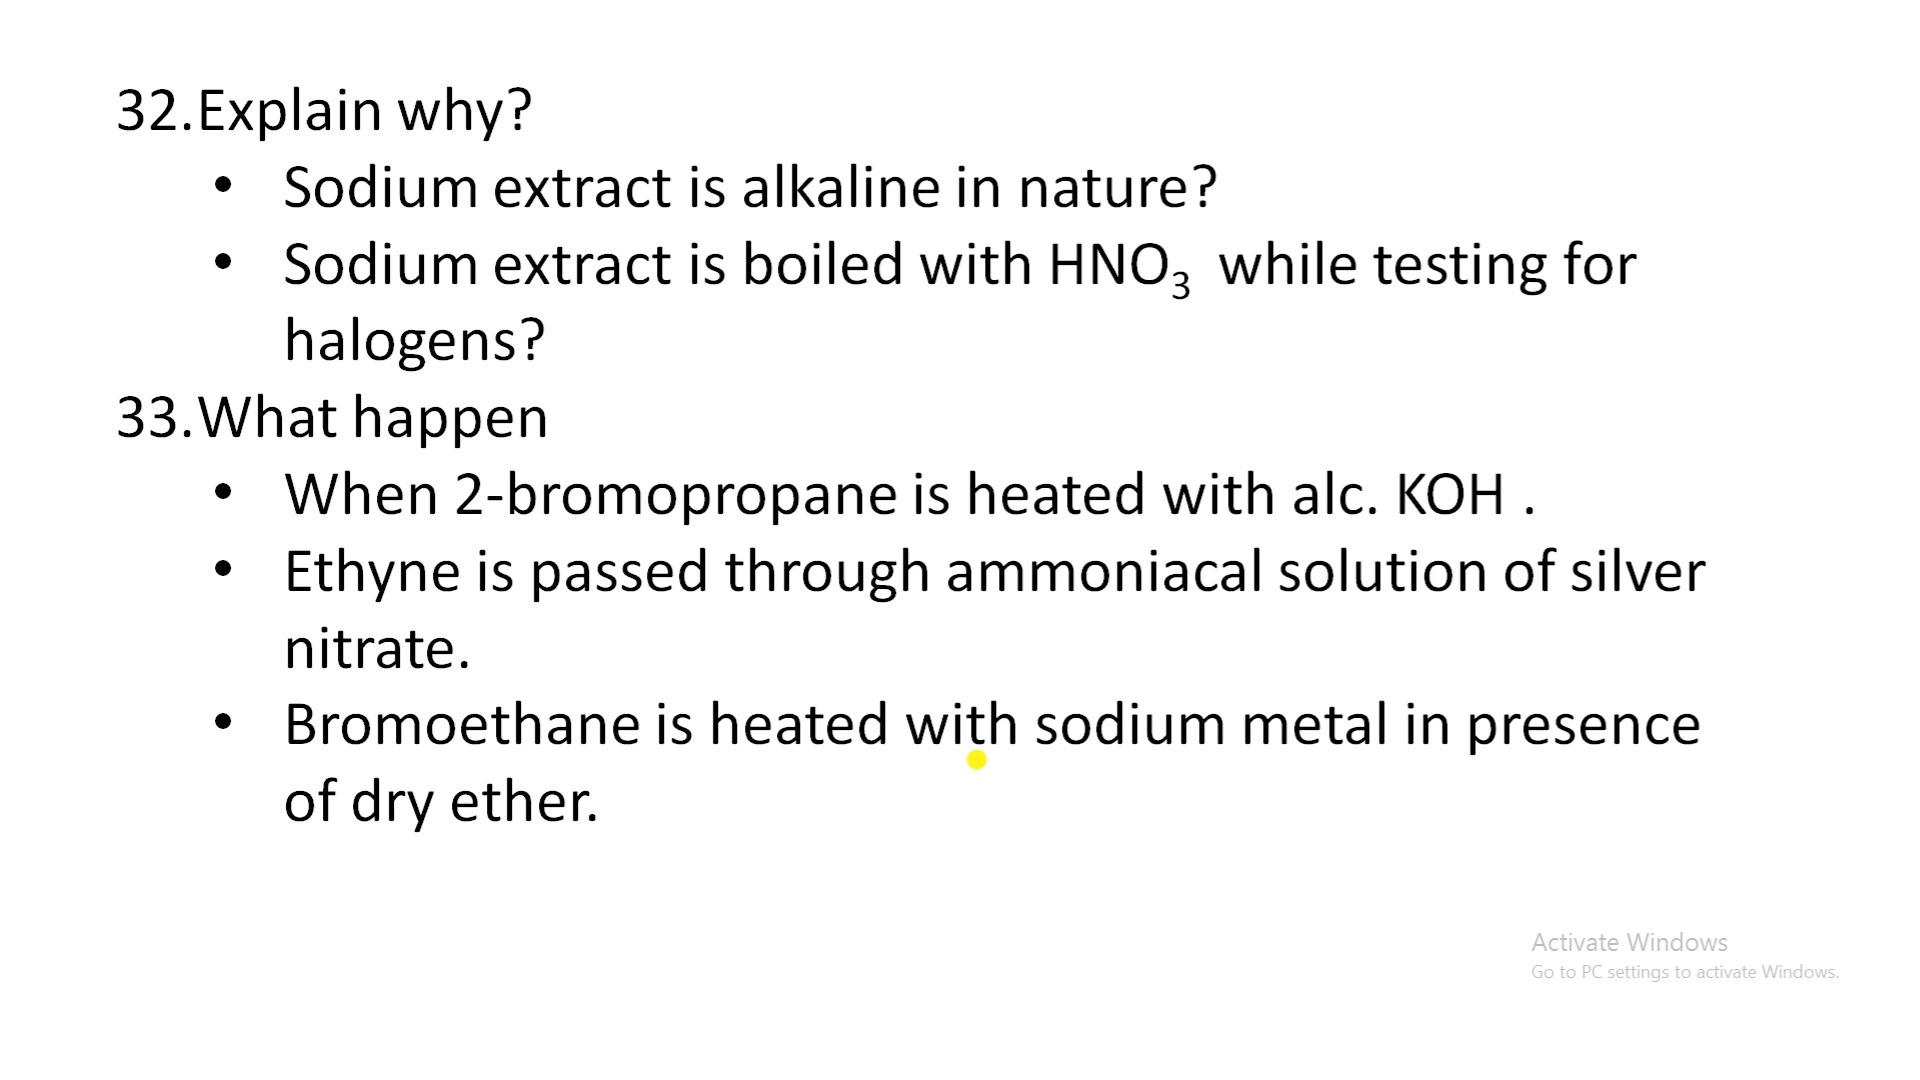 32.Explain why?
• Sodium extract is alkaline in nature?
• Sodium extract is boiled with HNO₃ while testing for
halogens?
33.What happen
• When 2-bromopropane is heated with alc. KOH .
• Ethyne is passed through ammoniacal solution of silver
nitrate.
• Bromoethane is heated with sodium metal in presence
of dry ether.
Activate Windows
Go to PC settings to activate Windows.